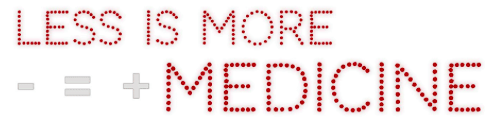 LESS IS MORE
- = + MEDICINE